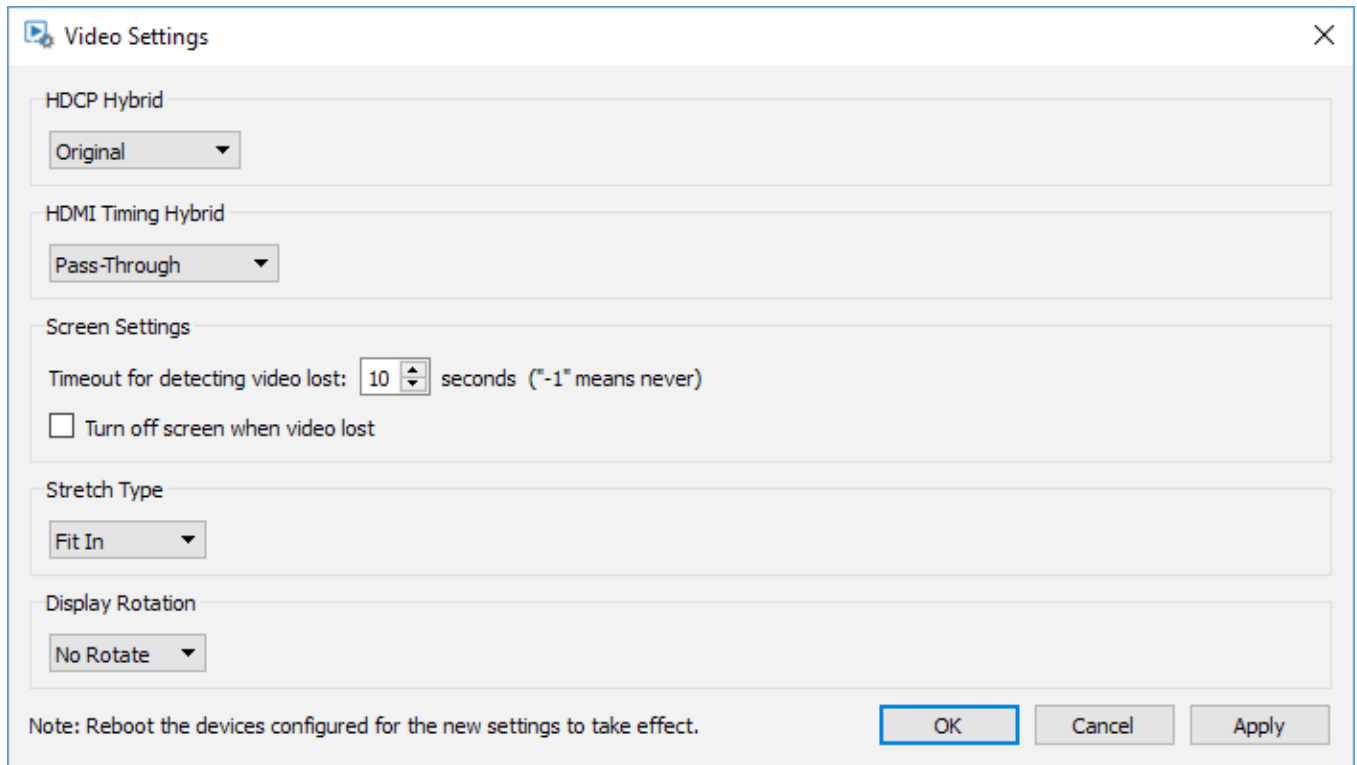 Video Settings
HDCP Hybrid
Original
HDMI Timing Hybrid
Pass-Through
Screen Settings
Timeout for detecting video lost: 10 seconds ("-1" means never)
Turn off screen when video lost
Stretch Type
Fit In
Display Rotation
No Rotate
Note: Reboot the devices configured for the new settings to take effect. OK Cancel Apply